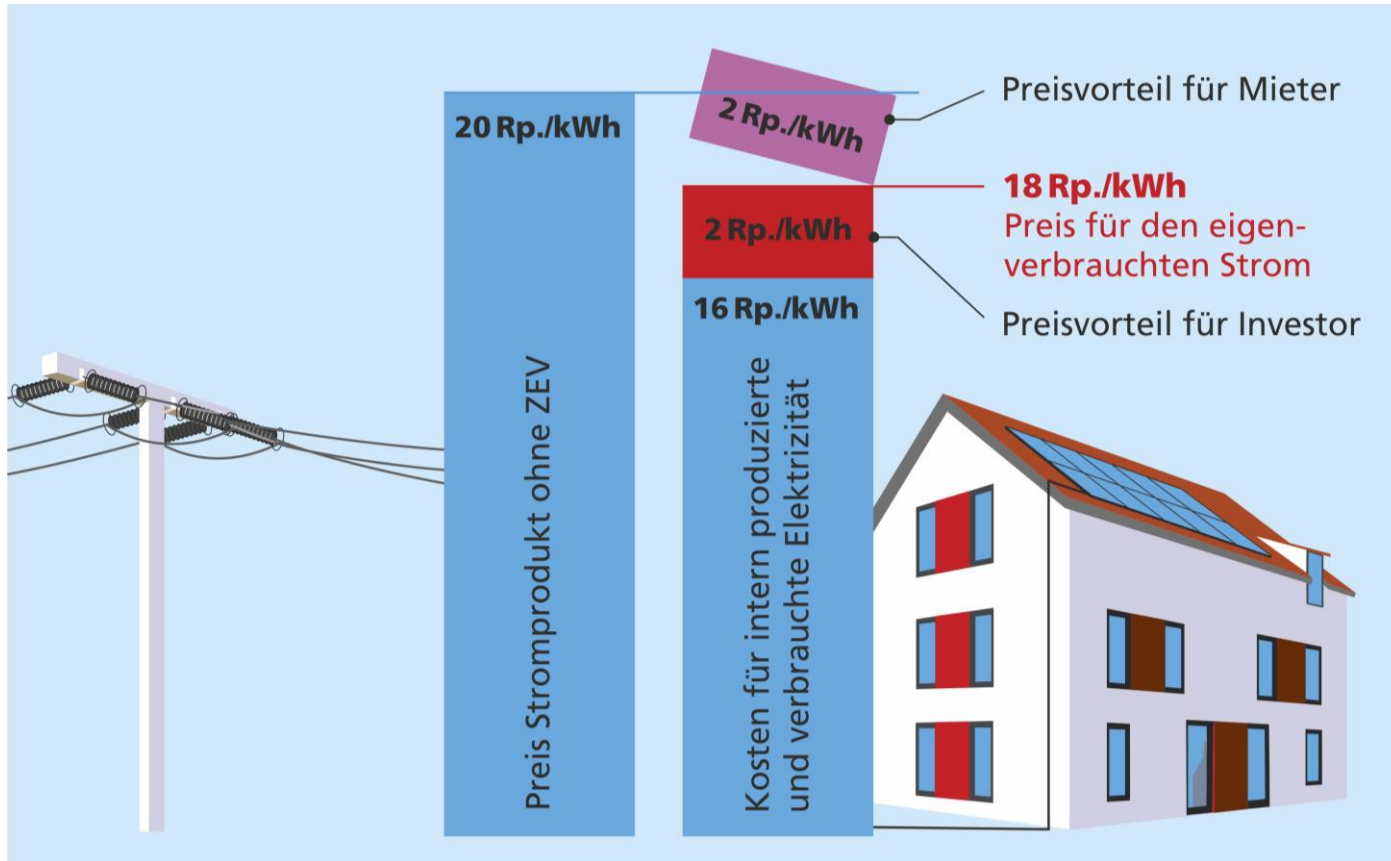 20 Rp./kWh
Preis Stromprodukt ohne ZEV
2 Rp./kWh
2 Rp./kWh
16 Rp./kWh
Kosten für intern produzierte
und verbrauchte Elektrizität
Preisvorteil für Mieter
18 Rp./kWh
Preis für den eigen-
verbrauchten Strom
Preisvorteil für Investor